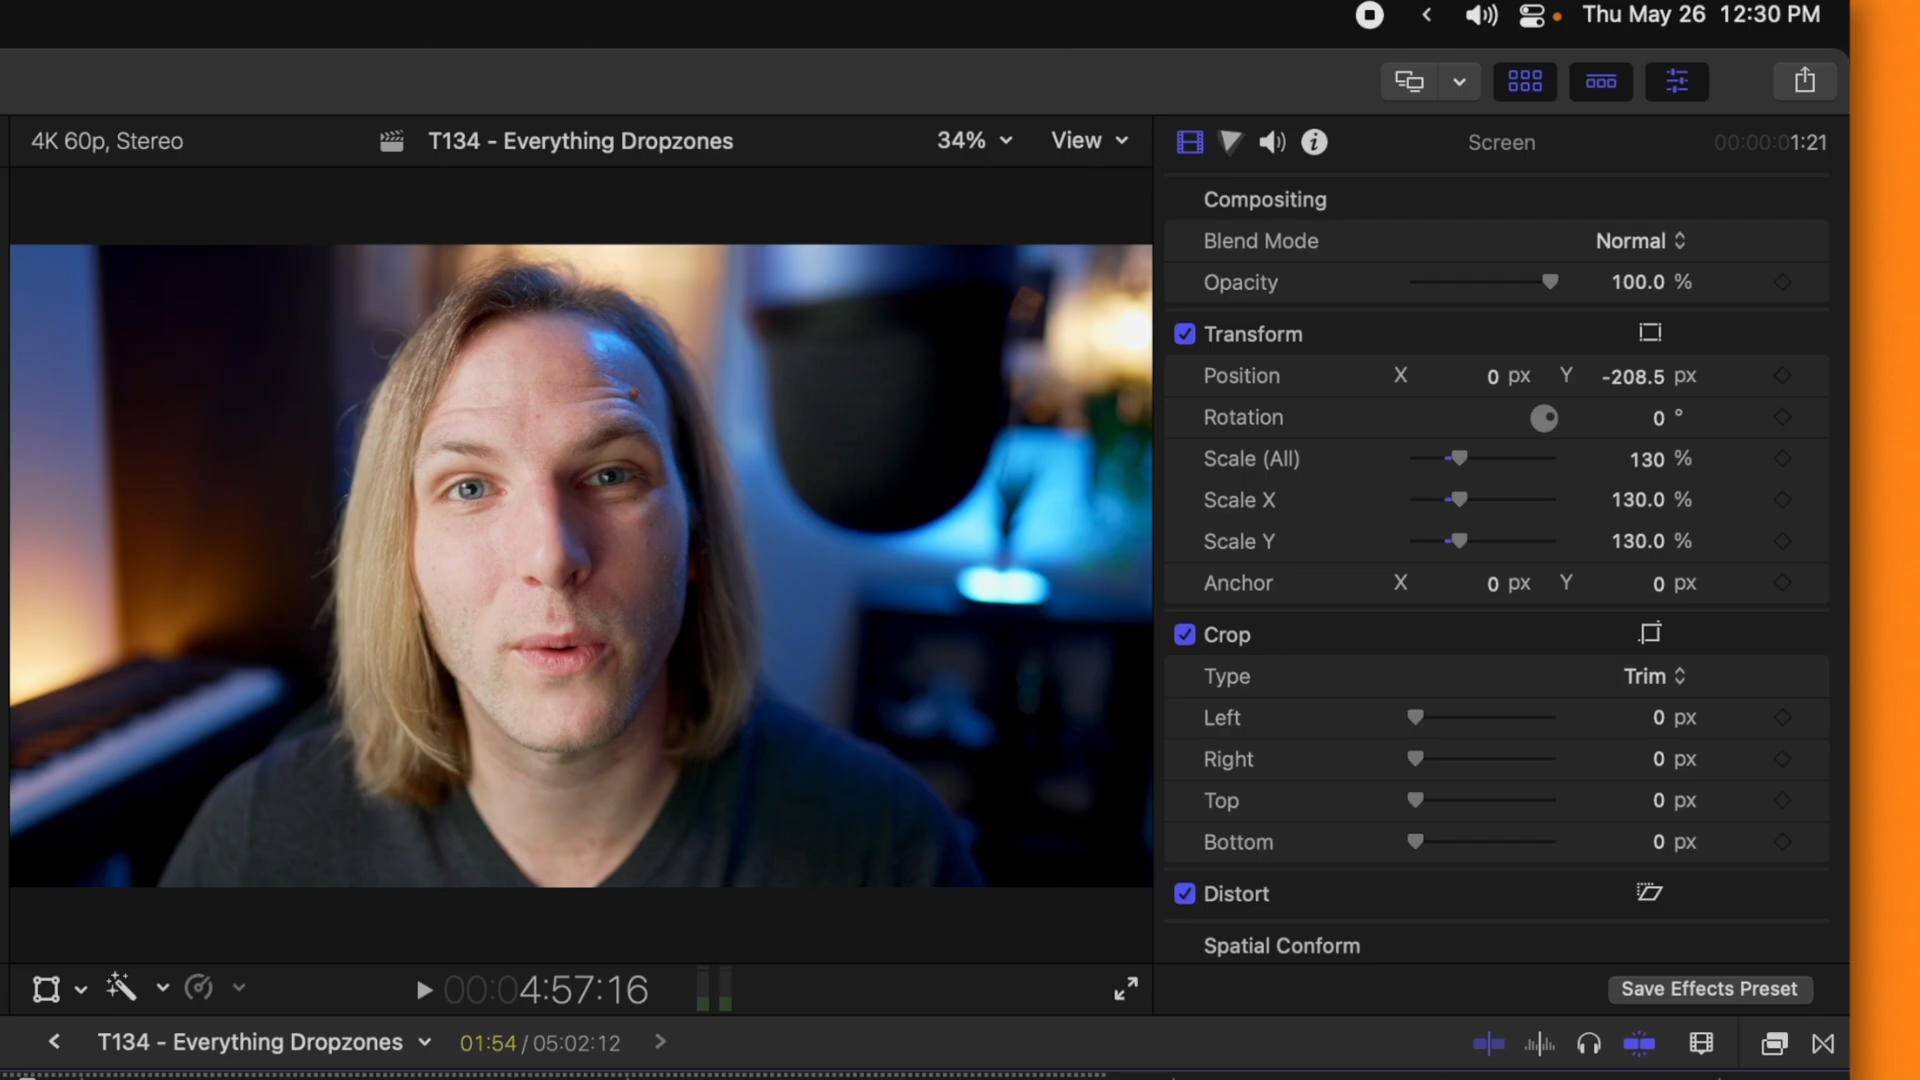 Thu May 26 12:30 PM
4K 60p, Stereo
T134 - Everything Dropzones
34%
View
Screen
00:00:01:21
Compositing
Blend Mode Normal
Opacity 100.0 %
Transform
Position X 0 px Y -208.5 px
Rotation 0 °
Scale (All) 130 %
Scale X 130.0 %
Scale Y 130.0 %
Anchor X 0 px Y 0 px
Crop
Type Trim
Left 0 px
Right 0 px
Top 0 px
Bottom 0 px
Distort
Spatial Conform
00:04:57:16
Save Effects Preset
T134 - Everything Dropzones
01:54 / 05:02:12